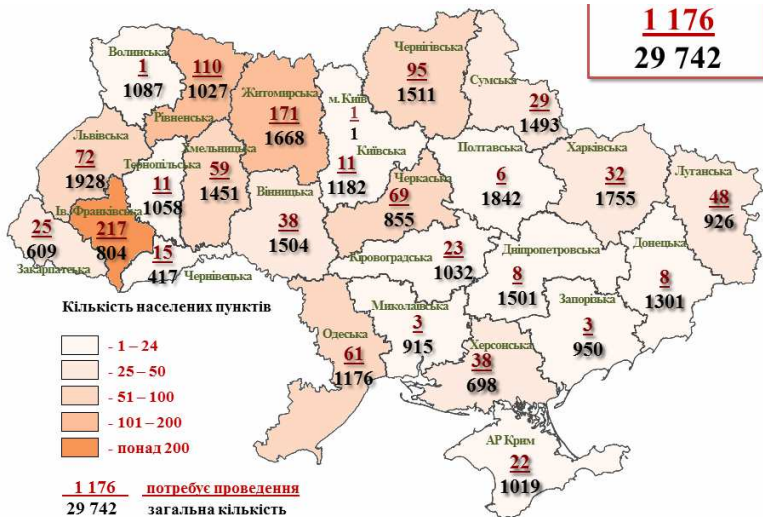 1 176
29 742
Волинська
1
1087
110
1027
Рівненська
Житомирська
171
1668
м. Київ
1
1
Київська
11
1182
Чернігівська
95
1511
Сумська
29
1493
Львівська
72
1928
Тернопільська
11
1058
Хмельницька
59
1451
Вінницька
38
1504
Черкаська
69
855
Полтавська
6
1842
Харківська
32
1755
Луганська
48
926
Ів.Франківська
217
804
25
609
Закарпатська
15
417
Чернівецька
Кіровоградська
23
1032
Дніпропетровська
8
1501
Донецька
8
1301
Кількість населених пунктів
- 1 – 24
- 25 – 50
- 51 – 100
- 101 – 200
- понад 200
Одеська
61
1176
Миколаївська
3
915
Херсонська
38
698
Запорізька
3
950
АР Крим
22
1019
1 176 потребує проведення
29 742 загальна кількість